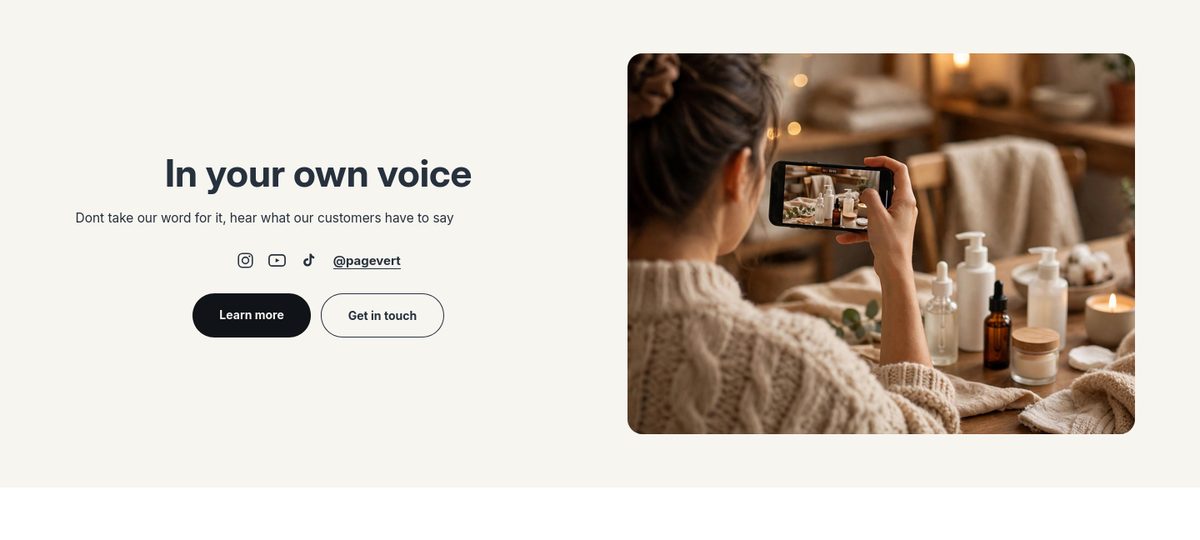 In your own voice
Dont take our word for it, hear what our customers have to say
@pagevert
Learn more
Get in touch